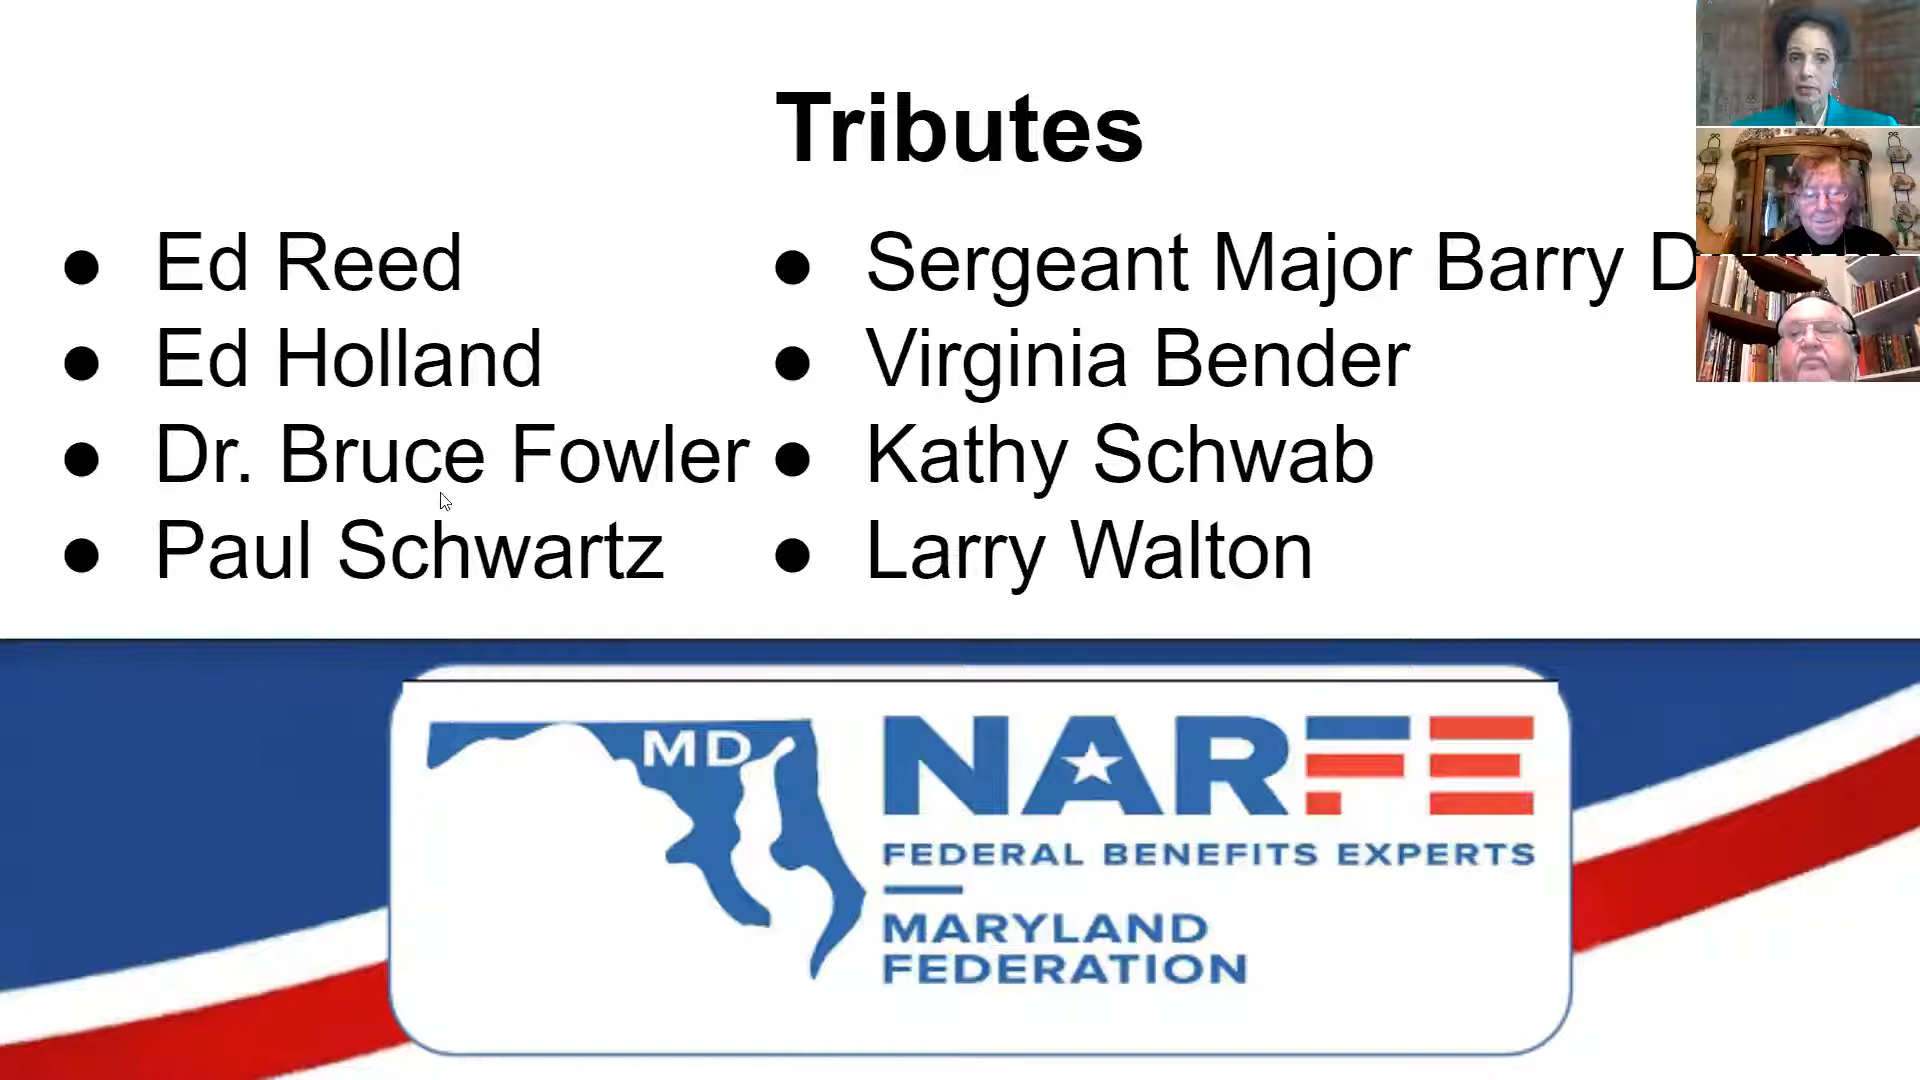 Tributes
Ed Reed
Ed Holland
Dr. Bruce Fowler
Paul Schwartz
Sergeant Major Barry D
Virginia Bender
Kathy Schwab
Larry Walton
MD
NARFE
FEDERAL BENEFITS EXPERTS
MARYLAND
FEDERATION